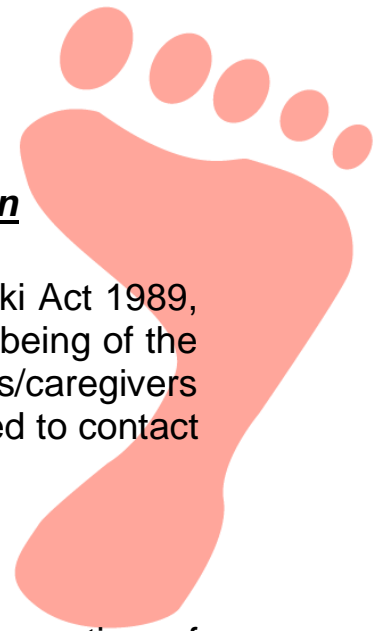 n
ki Act 1989,
being of the
s/caregivers
ed to contact